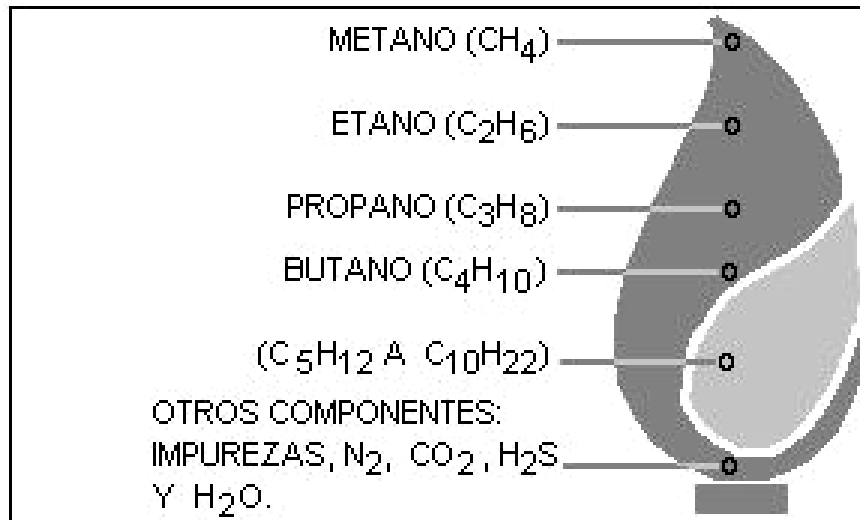 METANO (CH4)
ETANO (C2H6)
PROPANO (C3H8)
BUTANO (C4H10)
(C5H12 A C10H22)
OTROS COMPONENTES:
IMPUREZAS, N2, CO2, H2S
Y H2O.